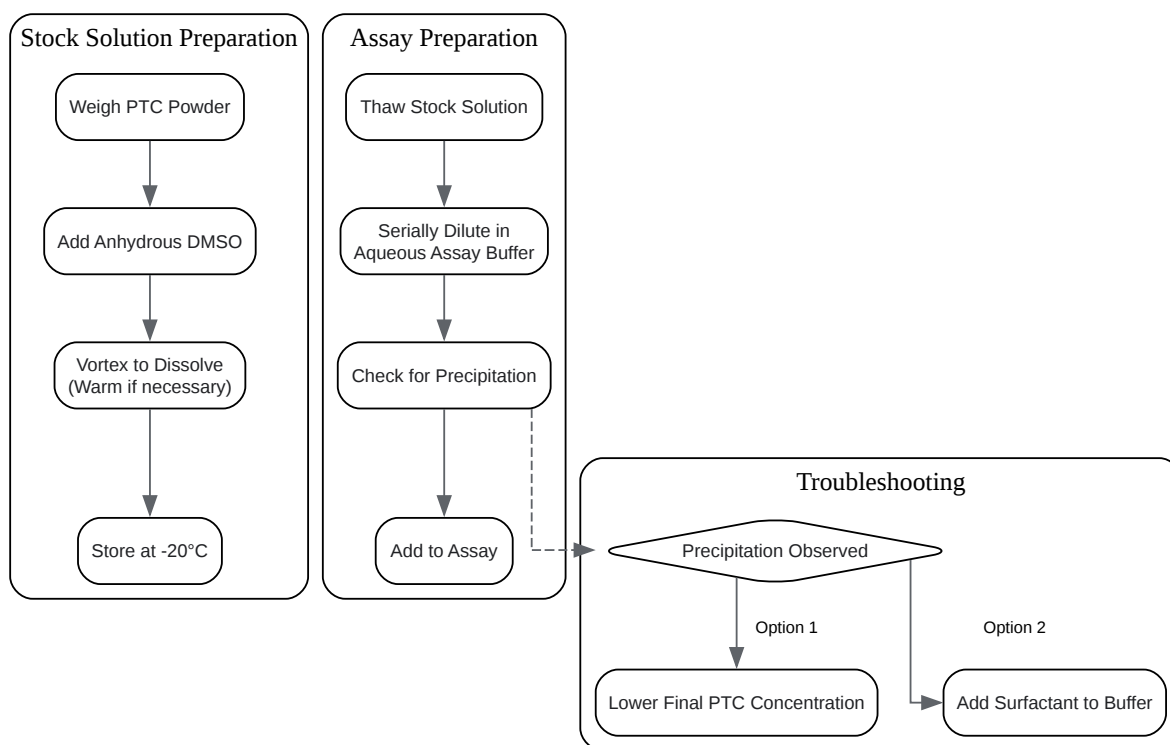 Stock Solution Preparation
Weigh PTC Powder
Add Anhydrous DMSO
Vortex to Dissolve
(Warm if necessary)
Store at -20°C
Assay Preparation
Thaw Stock Solution
Serially Dilute in
Aqueous Assay Buffer
Check for Precipitation
Add to Assay
Troubleshooting
Precipitation Observed
Option 1
Option 2
Lower Final PTC Concentration
Add Surfactant to Buffer